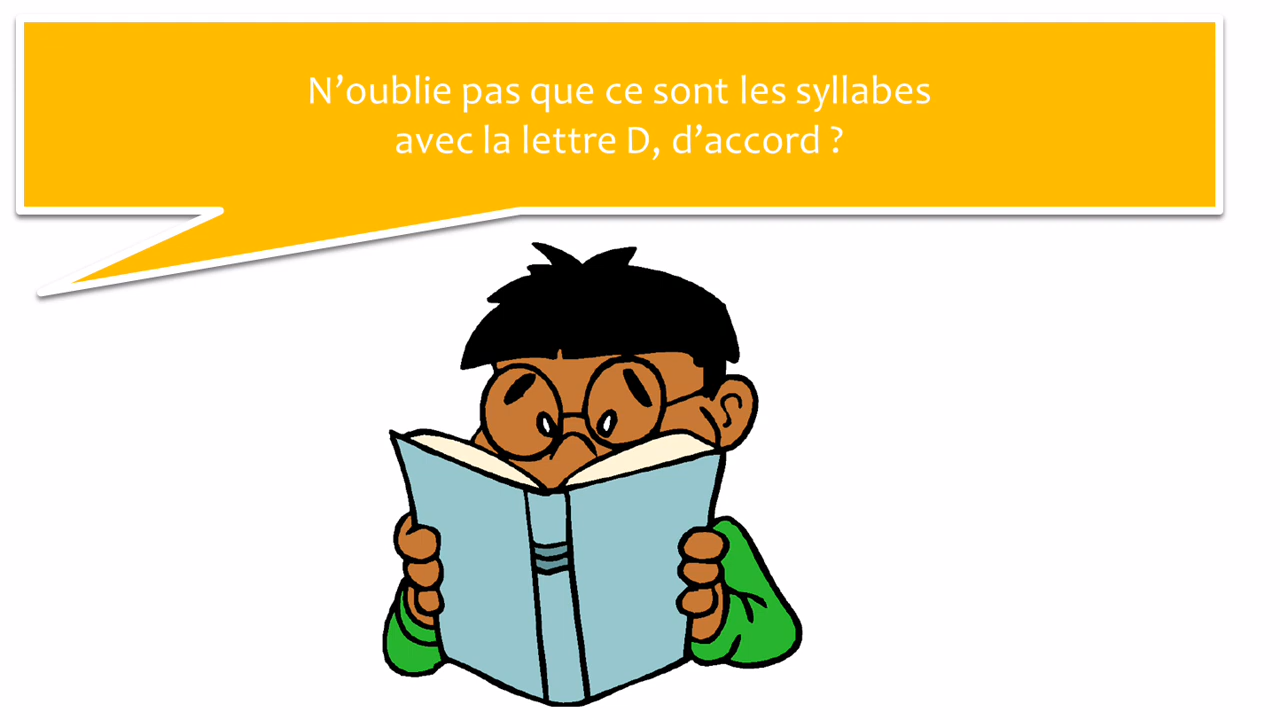 N’oublie pas que ce sont les syllabes
avec la lettre D, d’accord ?